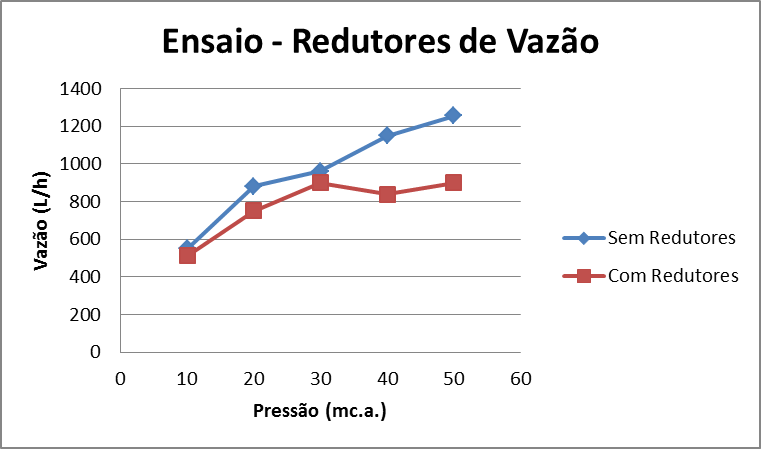 Ensaio - Redutores de Vazão
1400
1200
1000
800
600
400
200
0
Vazão (L/h)
0 10 20 30 40 50 60
Pressão (mc.a.)
Sem Redutores
Com Redutores